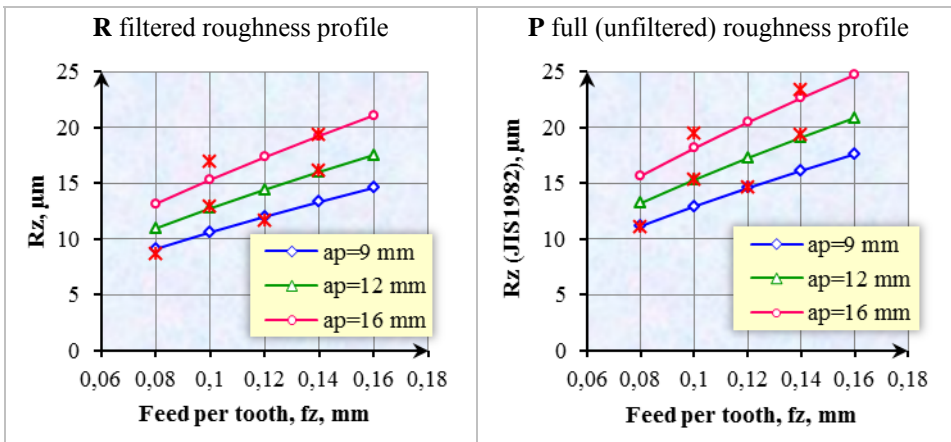 R filtered roughness profile
25
20
15
10
5
0
0,06 0,08 0,1 0,12 0,14 0,16 0,18
Rz, µm
Feed per tooth, fz, mm
ap=9 mm
ap=12 mm
ap=16 mm
P full (unfiltered) roughness profile
25
20
15
10
5
0
0,06 0,08 0,1 0,12 0,14 0,16 0,18
Rz (JIS1982), µm
Feed per tooth, fz, mm
ap=9 mm
ap=12 mm
ap=16 mm